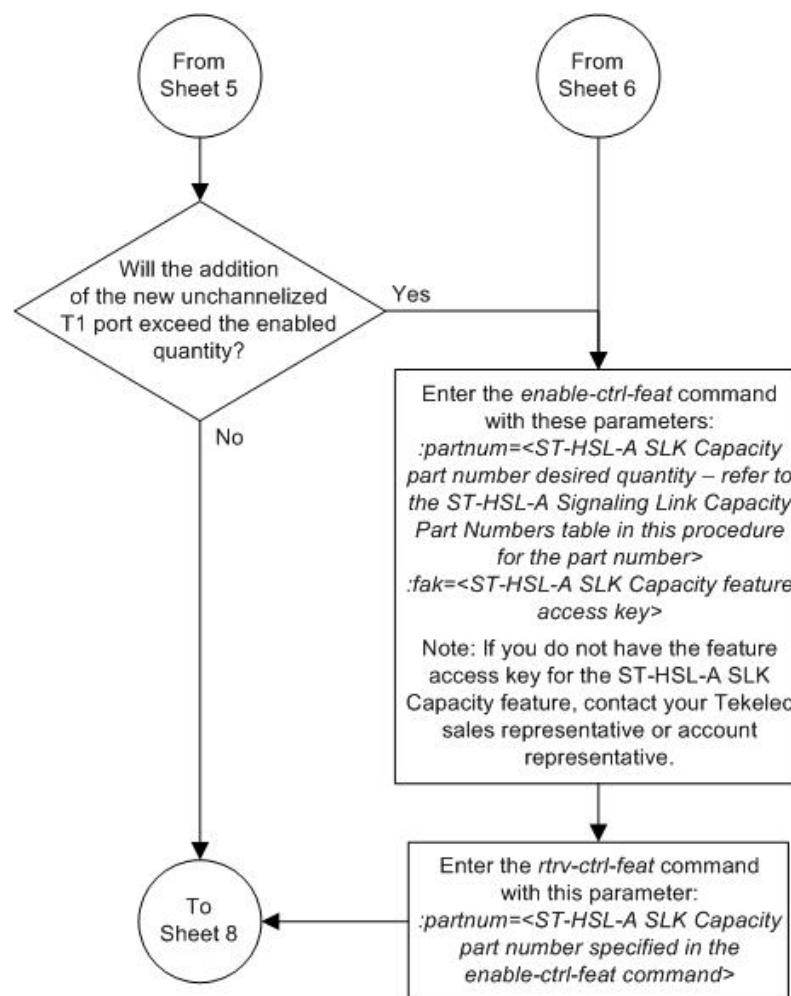 From
Sheet 5
From
Sheet 6
Will the addition
of the new unchannelized
T1 port exceed the enabled
quantity?
Yes
No
Enter the enable-ctrl-feat command
with these parameters:
:partnum=<ST-HSL-A SLK Capacity
part number desired quantity – refer to
the ST-HSL-A Signaling Link Capacity
Part Numbers table in this procedure
for the part number>
:fak=<ST-HSL-A SLK Capacity feature
access key>
Note: If you do not have the feature
access key for the ST-HSL-A SLK
Capacity feature, contact your Tekelec
sales representative or account
representative.
To
Sheet 8
Enter the rtrv-ctrl-feat command
with this parameter:
:partnum=<ST-HSL-A SLK Capacity
part number specified in the
enable-ctrl-feat command>